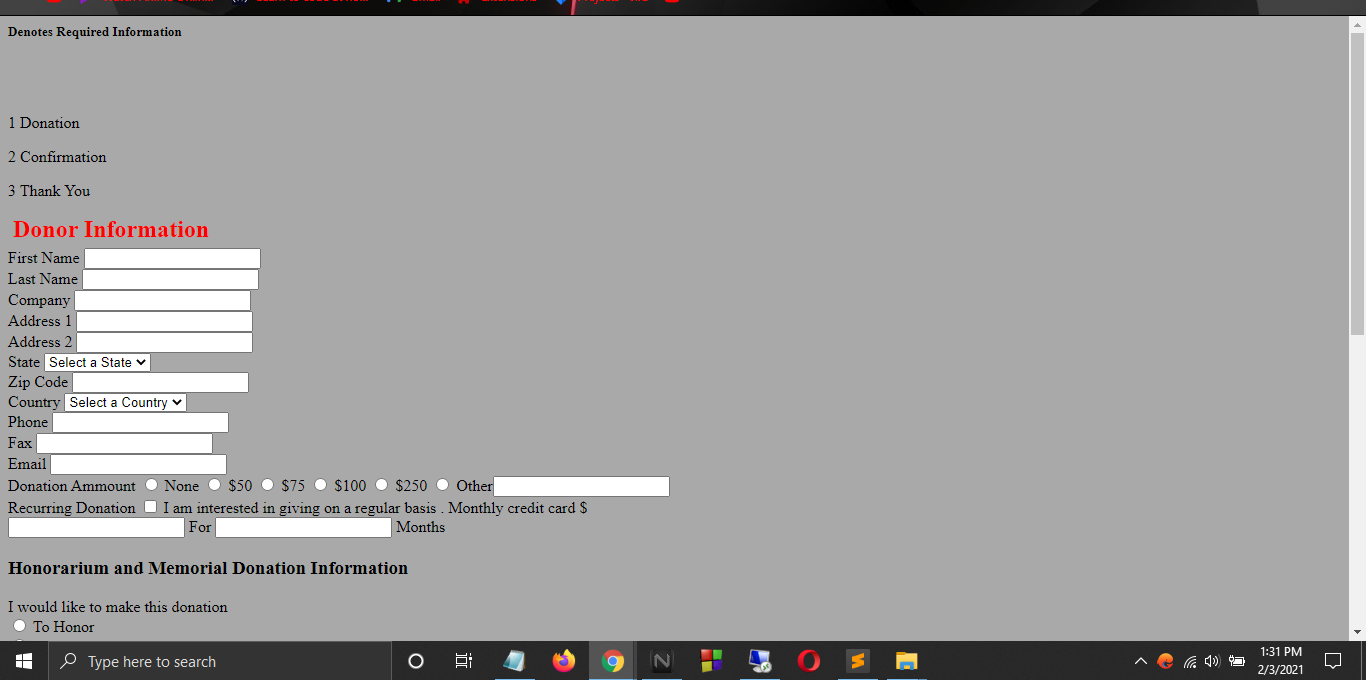 Denotes Required Information
1 Donation
2 Confirmation
3 Thank You
Donor Information
First Name
Last Name
Company
Address 1
Address 2
State Select a State
Zip Code
Country Select a Country
Phone
Fax
Email
Donation Ammount None $50 $75 $100 $250 Other
Recurring Donation I am interested in giving on a regular basis . Monthly credit card $
For Months
Honorarium and Memorial Donation Information
I would like to make this donation
To Honor
Type here to search
1:31 PM
2/3/2021